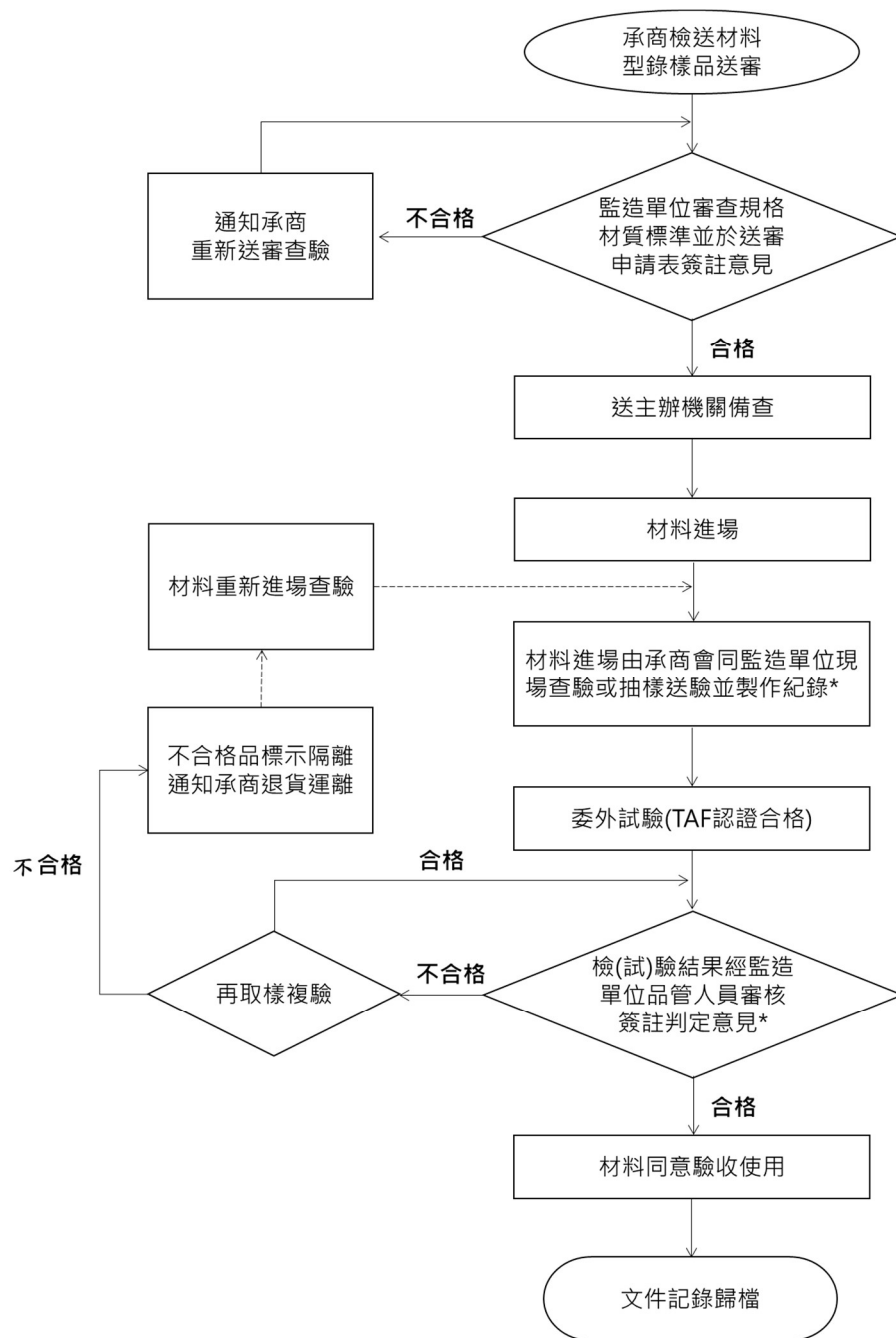 承商檢送材料
型錄樣品送審
通知承商
重新送審查驗
不合格
監造單位審查規格
材質標準並於送審
申請表簽註意見
合格
送主辦機關備查
材料進場
材料重新進場查驗
材料進場由承商會同監造單位現
場查驗或抽樣送驗並製作紀錄*
不合格品標示隔離
通知承商退貨運離
委外試驗(TAF認證合格)
不合格
合格
再取樣複驗
不合格
檢(試)驗結果經監造
單位品管人員審核
簽註判定意見*
合格
材料同意驗收使用
文件記錄歸檔